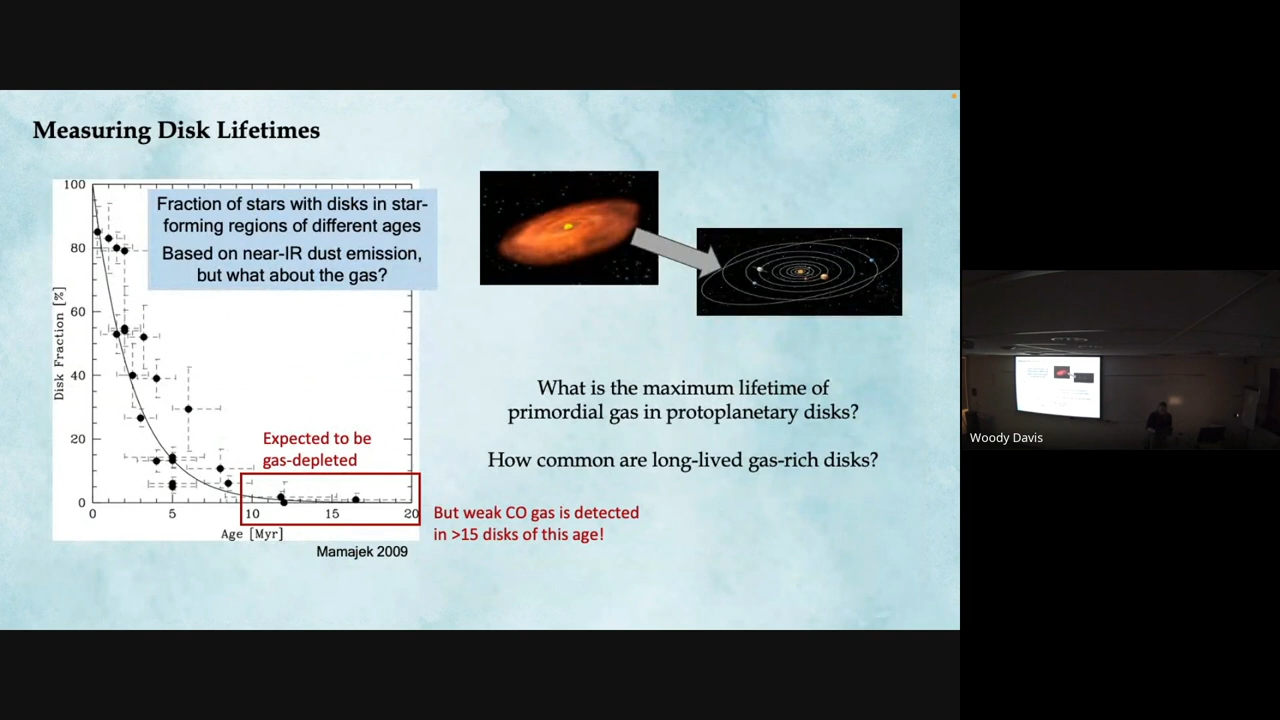 Measuring Disk Lifetimes
100
80
60
40
20
0
Disk Fraction [%]
Fraction of stars with disks in star-
forming regions of different ages
Based on near-IR dust emission,
but what about the gas?
Expected to be
gas-depleted
0 5 10 15 20
Age [Myr]
Mamajek 2009
But weak CO gas is detected
in >15 disks of this age!
What is the maximum lifetime of
primordial gas in protoplanetary disks?
How common are long-lived gas-rich disks?
Woody Davis